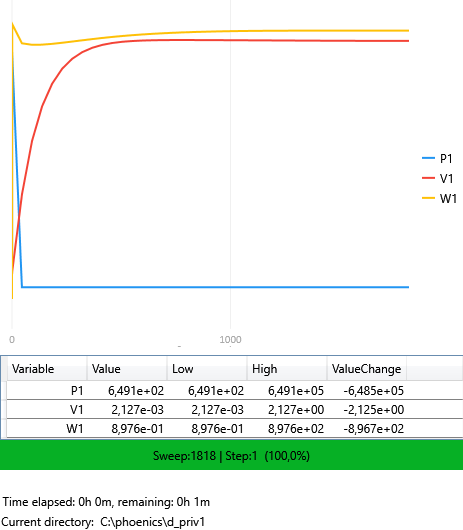 P1
V1
W1
0
1000
Variable Value Low High ValueChange
P1 6,491e+02 6,491e+02 6,491e+05 -6,485e+05
V1 2,127e-03 2,127e-03 2,127e+00 -2,125e+00
W1 8,976e-01 8,976e-01 8,976e+02 -8,967e+02
Sweep:1818 | Step:1 (100,0%)
Time elapsed: 0h 0m, remaining: 0h 1m
Current directory: C:\phoenics\d_priv1